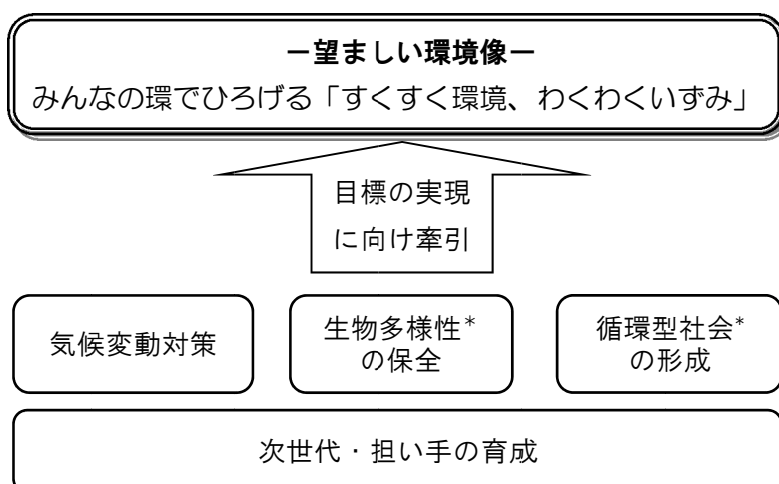 ー望ましい環境像ー
みんなの環でひろげる「すくすく環境、わくわくいずみ」
目標の実現
に向け牽引
気候変動対策
生物多様性*
の保全
循環型社会*
の形成
次世代・担い手の育成